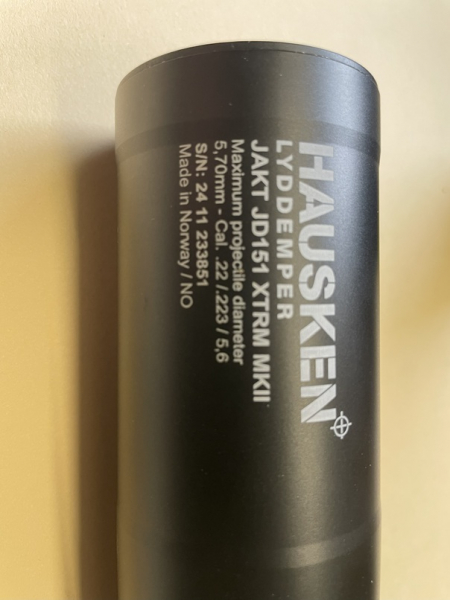 HAUSKEN
LYDDEMPER
JAKT JD151 XTRM MKII
Maximum projectile diameter
5,70mm - Cal. .22 / .223 / 5,6
S/N: 24 11 233851
Made in Norway / NO